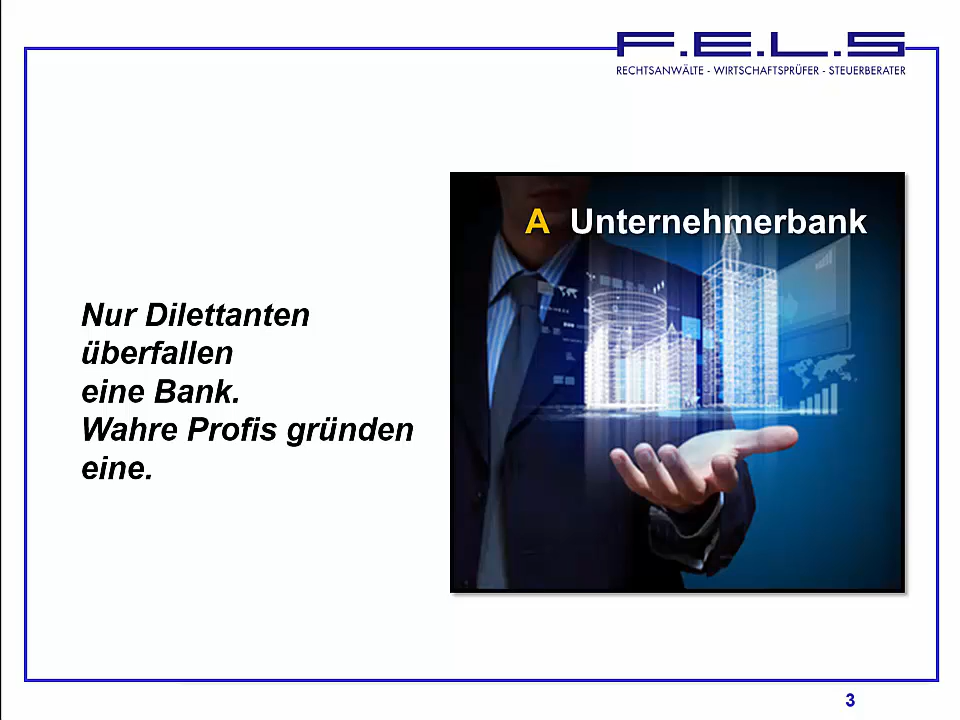 F.E.L.S
RECHTSANWÄLTE - WIRTSCHAFTSPRÜFER - STEUERBERATER
A Unternehmerbank
Nur Dilettanten
überfallen
eine Bank.
Wahre Profis gründen
eine.
3